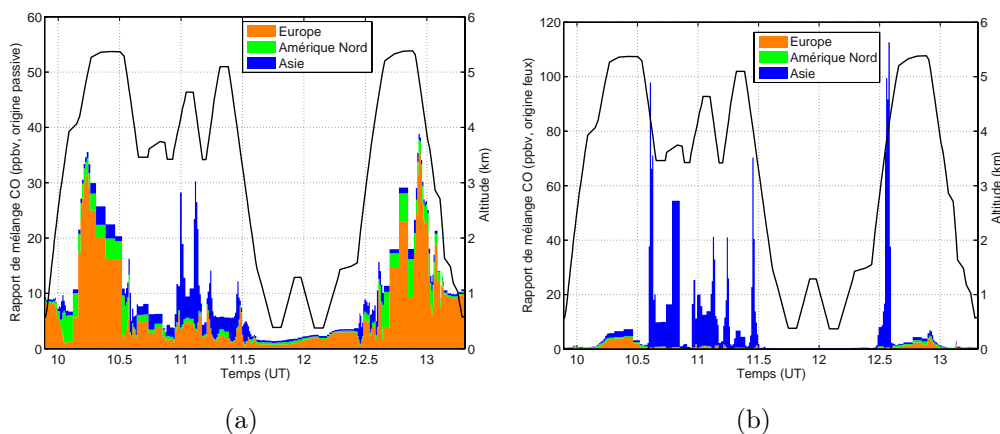 Rapport de mélange CO (ppbv, origine passive)
60
50
40
30
20
10
0
Europe
Amérique Nord
Asie
6
5
4
3
2
1
0
Altitude (km)
10 10.5 11 11.5 12 12.5 13
Temps (UT)
(a)
Rapport de mélange CO (ppbv, origine feux)
120
100
80
60
40
20
0
Europe
Amérique Nord
Asie
6
5
4
3
2
1
0
Altitude (km)
10 10.5 11 11.5 12 12.5 13
Temps (UT)
(b)